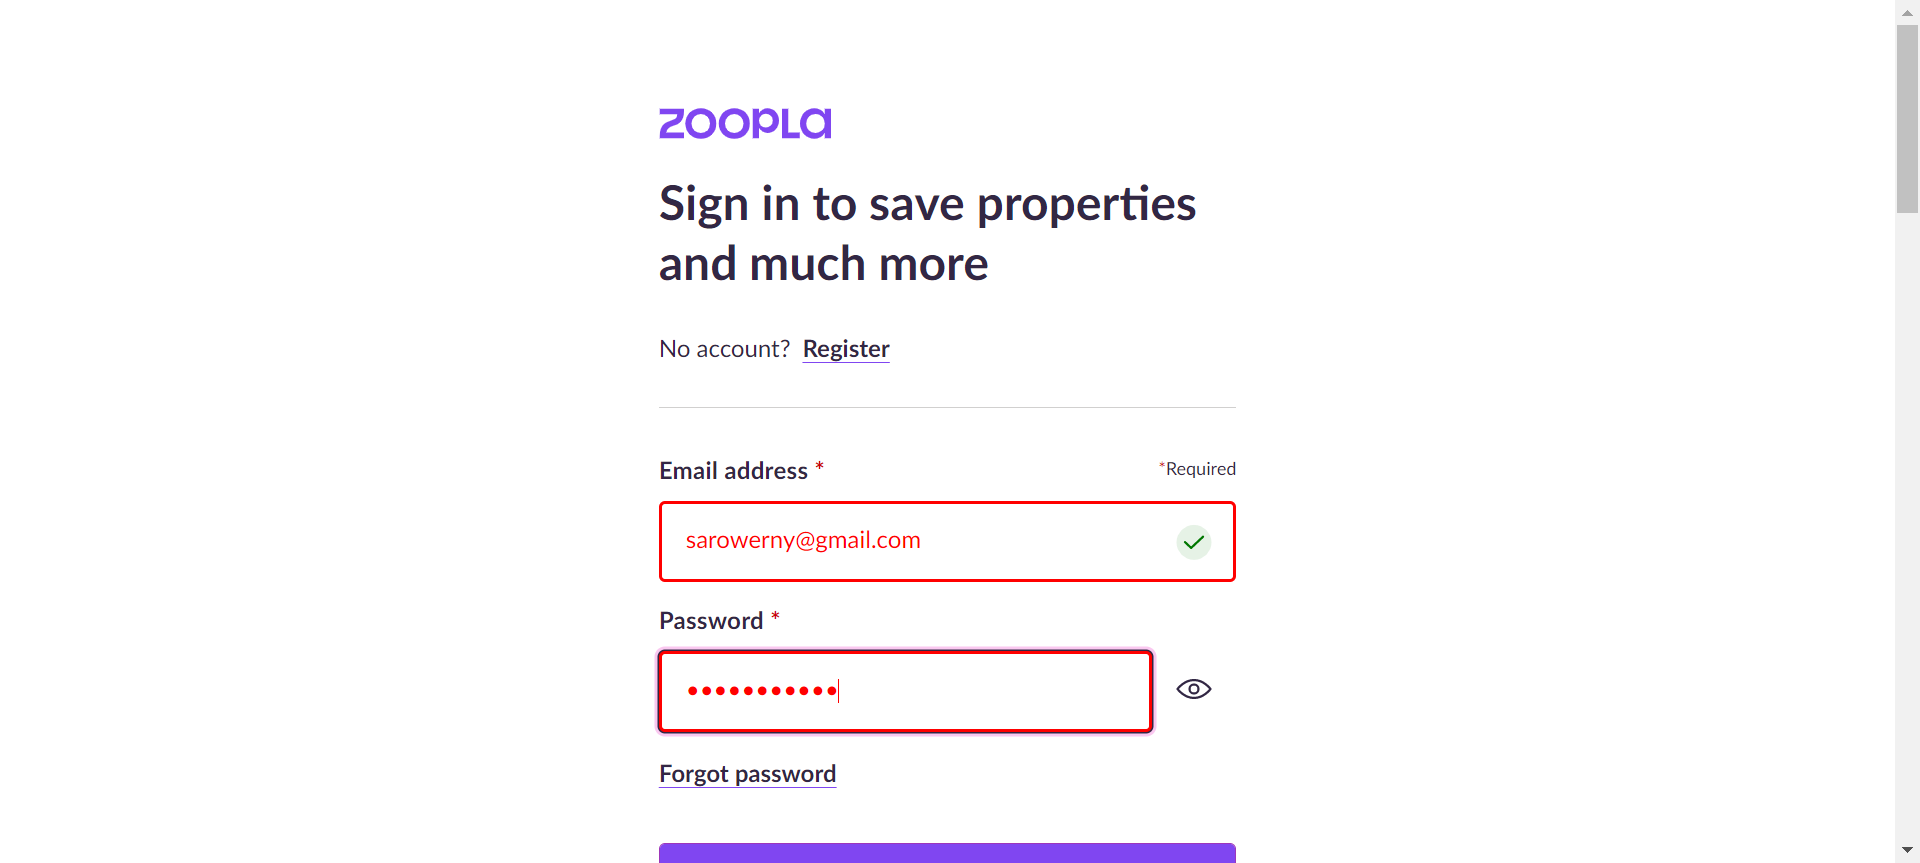 zoopla
Sign in to save properties
and much more
No account? Register
Email address *
*Required
sarowerny@gmail.com
Password *
•••••••••••
Forgot password